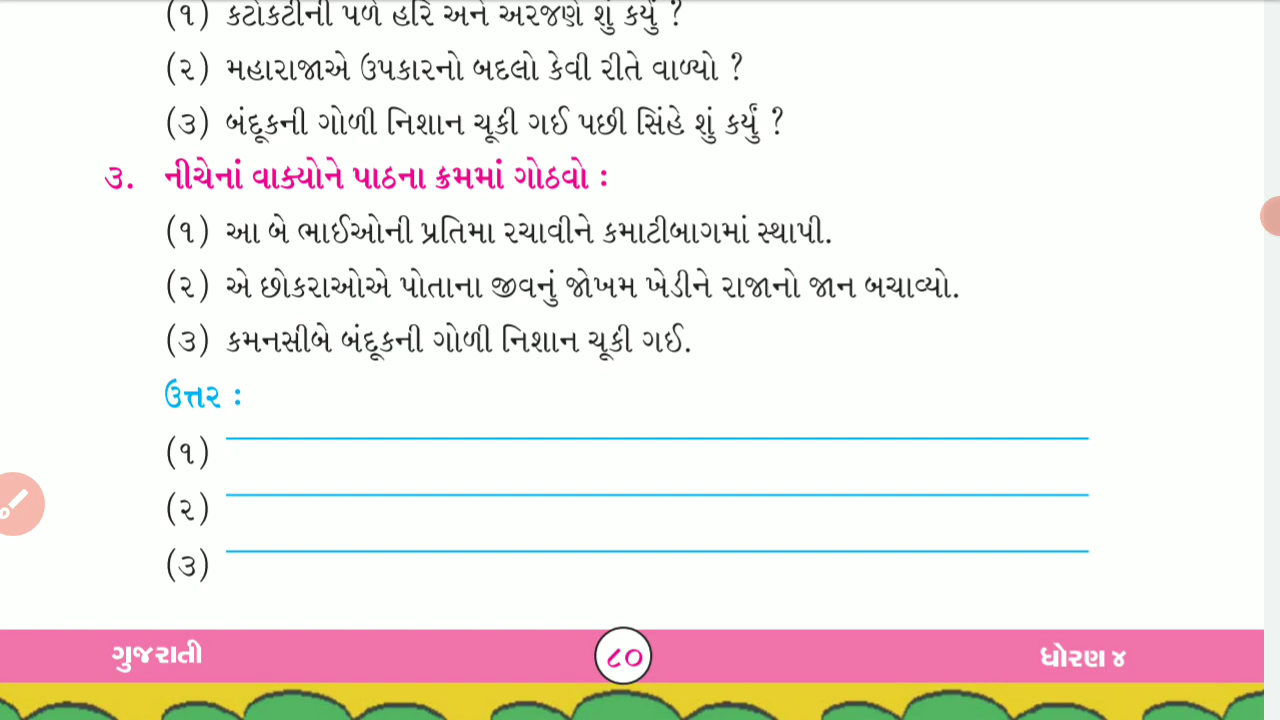 (૧) કટોકટીની પળે હરિ અને અરજણે શું કર્યું ?
(૨) મહારાજાએ ઉપકારનો બદલો કેવી રીતે વાળ્યો ?
(૩) બંદૂકની ગોળી નિશાન ચૂકી ગઈ પછી સિંહે શું કર્યું ?
૩. નીચેનાં વાક્યોને પાઠના ક્રમમાં ગોઠવો :
(૧) આ બે ભાઈઓની પ્રતિમા રચાવીને કમાટીબાગમાં સ્થાપી.
(૨) એ છોકરાઓએ પોતાના જીવનું જોખમ ખેડીને રાજાનો જાન બચાવ્યો.
(૩) કમનસીબે બંદૂકની ગોળી નિશાન ચૂકી ગઈ.
ઉત્તર :
(૧)
(૨)
(૩)
ગુજરાતી ૮૦ ધોરણ ૪